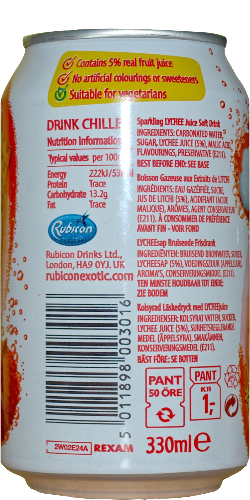 Contains 5% real fruit juice
No artificial colourings or sweeteners
Suitable for vegetarians
DRINK CHILLE
Nutrition Information
Typical values per 100m
Energy 222kJ/53k
Protein Trace
Carbohydrate 13.2g
Fat Trace
Rubicon
Rubicon Drinks Ltd.,
London, HA9 0YJ. UK
rubiconexotic.com
5 011898 003016
2W02E24A REXAM
Sparkling LYCHEE Juice Soft Drink
INGREDIENTS: CARBONATED WATER,
SUGAR, LYCHEE JUICE (5%), MALIC ACID,
FLAVOURINGS, PRESERVATIVE (E211).
BEST BEFORE END: SEE BASE
Boisson Gazeuse aux Extraits de Litchi
INGRÉDIENTS: EAU GAZÉIFIÉE, SUCRE,
JUS DE LITCHI (5%), ACIDIFIANT (ACIDE
MALIQUE), ARÔMES, AGENT CONSERVATEUR
(E211). À CONSOMMER DE PRÉFÉRENCE
AVANT FIN - VOIR FOND
LYCHEEsap Bruisende Frisdrank
INGREDIËNTEN: BRUISEND BRONWATER, SUIKER,
LYCHEESAP (5%), VOEDINGSZUUR (APPELZUUR),
AROMA'S, CONSERVERINGSMIDDEL (E211).
TEN MINSTE HOUDBAAR TOT EINDE:
ZIE BODEM
Kolsyrad Läskedryck med LYCHEEjuice
INGREDIENSER: KOLSYRAT VATTEN, SOCKER,
LYCHEEJUICE (5%), SURHETSREGLERANDE
MEDEL (ÄPPELSYRA), SMAKÄMNEN,
KONSERVERINGSMEDEL (E211).
BÄST FÖRE: SE BOTTEN
PANT
50 ÖRE
PANT
KR
1:-
330ml e